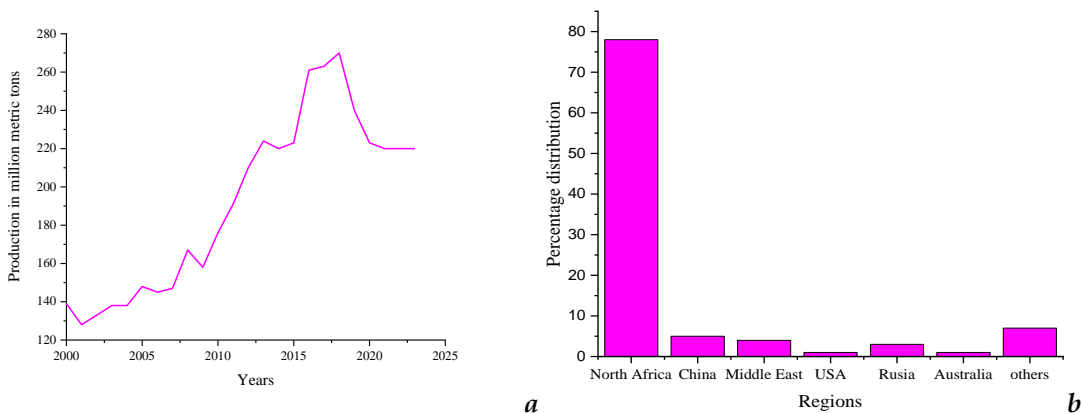 Production in million metric tons
280
260
240
220
200
180
160
140
120
2000 2005 2010 2015 2020 2025
Years
a
Percentage distribution
80
70
60
50
40
30
20
10
0
North Africa China Middle East USA Rusia Australia others
Regions
b